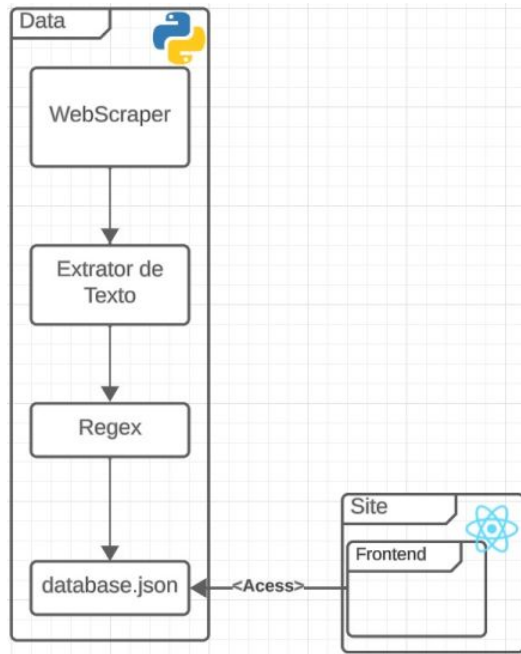 Data
WebScraper
Extrator de
Texto
Regex
database.json
<Acess>
Site
Frontend